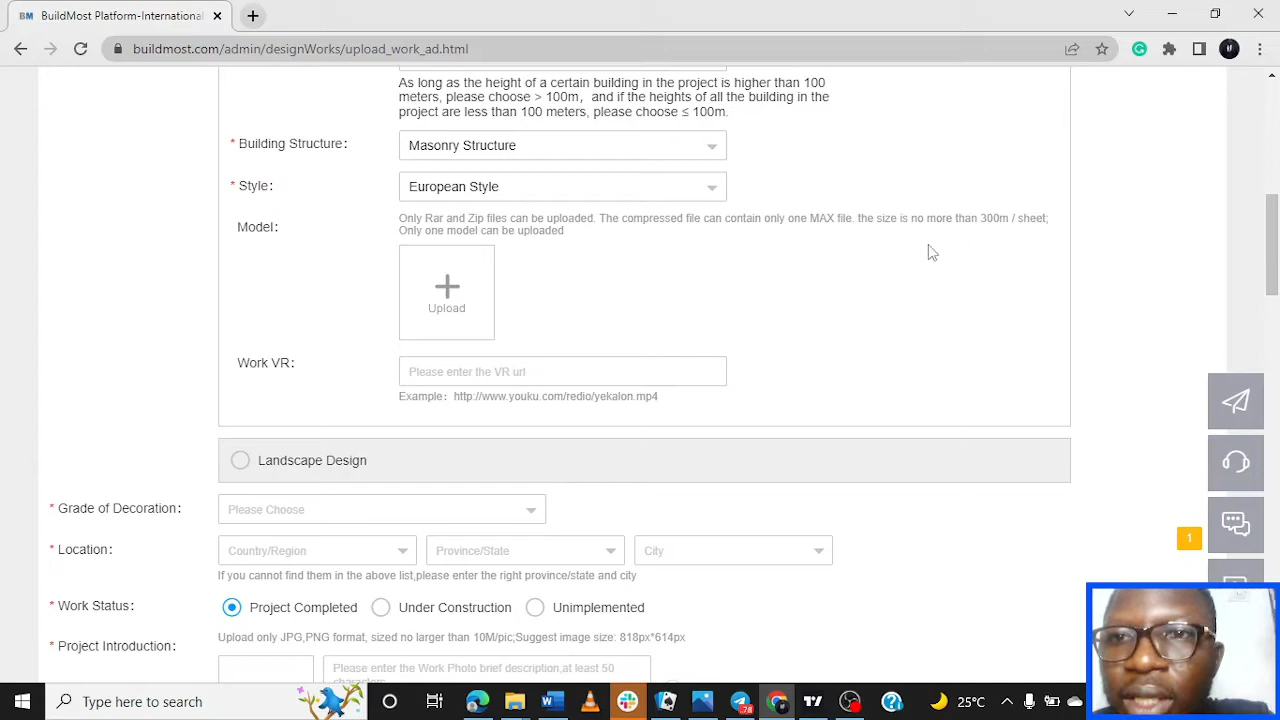 BM BuildMost Platform-International
buildmost.com/admin/designWorks/upload_work_ad.html
As long as the height of a certain building in the project is higher than 100
meters, please choose > 100m，and if the heights of all the building in the
project are less than 100 meters, please choose ≤ 100m.
* Building Structure:
Masonry Structure
* Style:
European Style
Model:
Only Rar and Zip files can be uploaded. The compressed file can contain only one MAX file. the size is no more than 300m / sheet;
Only one model can be uploaded
Upload
Work VR:
Please enter the VR url
Example：http://www.youku.com/redio/yekalon.mp4
Landscape Design
* Grade of Decoration:
Please Choose
* Location:
Country/Region
Province/State
City
If you cannot find them in the above list,please enter the right province/state and city
* Work Status:
Project Completed
Under Construction
Unimplemented
1
Upload only JPG,PNG format, sized no larger than 10M/pic;Suggest image size: 818px*614px
* Project Introduction:
Please enter the Work Photo brief description,at least 50
characters
Type here to search
78
25°C